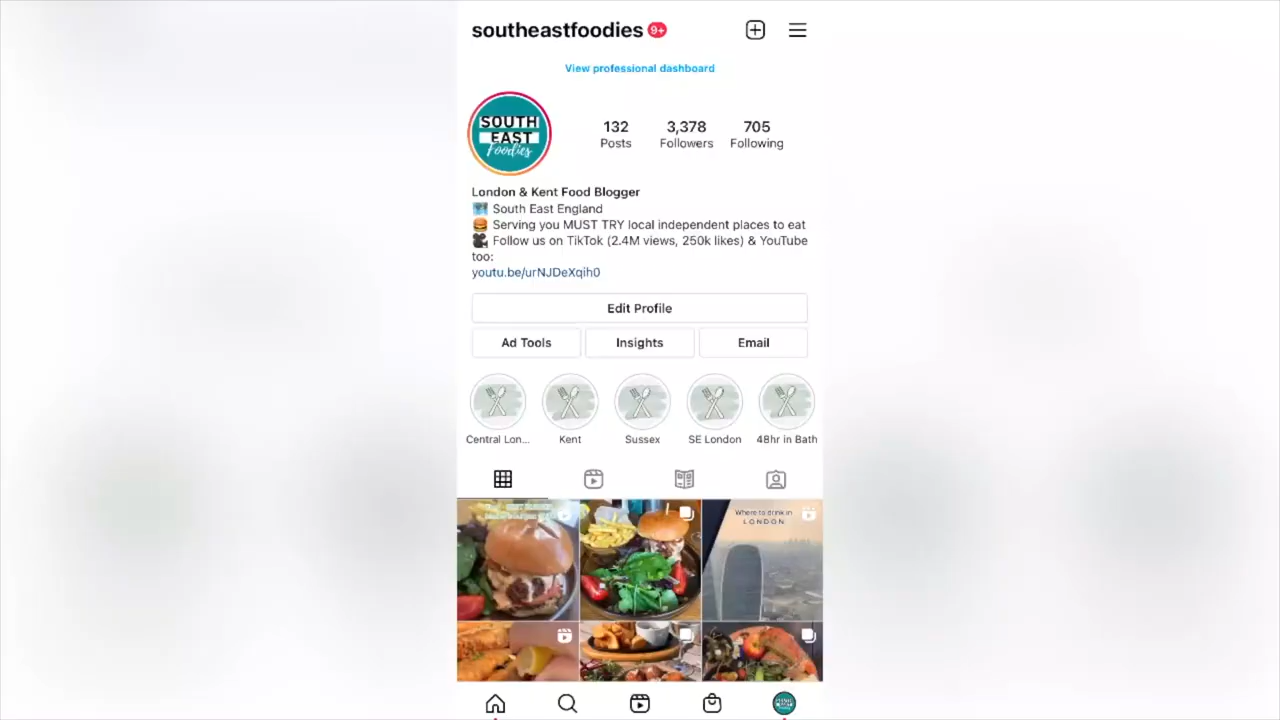 southeastfoodies 9+
View professional dashboard
SOUTH
EAST
Foodies
132 3,378 705
Posts Followers Following
London & Kent Food Blogger
South East England
Serving you MUST TRY local independent places to eat
Follow us on TikTok (2.4M views, 250k likes) & YouTube
too:
youtu.be/urNJDeXqih0
Edit Profile
Ad Tools Insights Email
Central Lon... Kent Sussex SE London 48hr in Bath
Where to drink in
LONDON